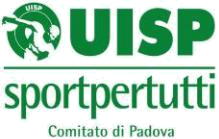 UISP
UISP
sportpertutti
Comitato di Padova